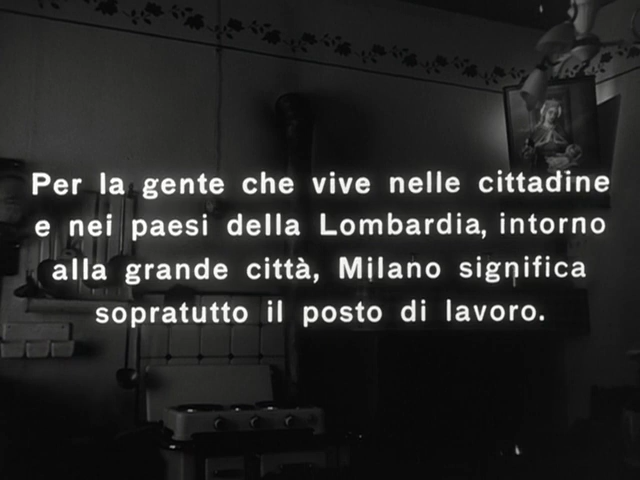 Per la gente che vive nelle cittadine
e nei paesi della Lombardia, intorno
alla grande città, Milano significa
sopratutto il posto di lavoro.